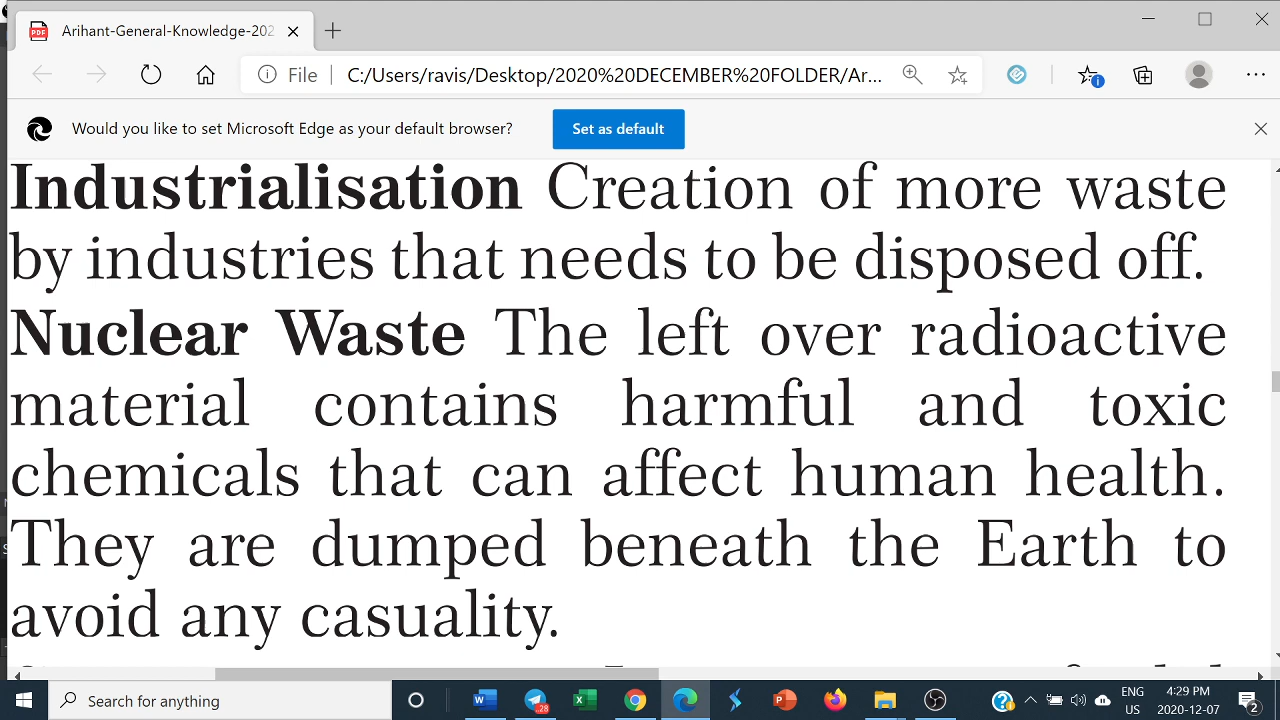 Arihant-General-Knowledge-202
File
C:/Users/ravis/Desktop/2020%20DECEMBER%20FOLDER/Ar...
Would you like to set Microsoft Edge as your default browser?
Set as default
Industrialisation Creation of more waste
by industries that needs to be disposed off.
Nuclear Waste The left over radioactive
material contains harmful and toxic
chemicals that can affect human health.
They are dumped beneath the Earth to
avoid any casuality.
Search for anything
28
ENG
US
4:29 PM
2020-12-07
2